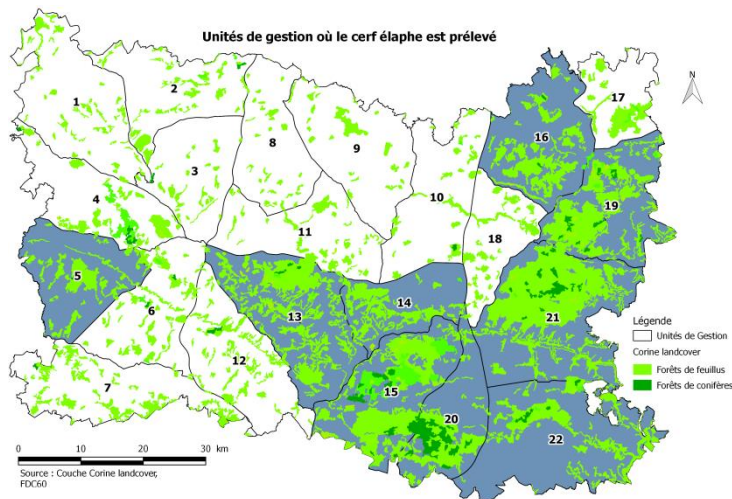 Unités de gestion où le cerf élaphe est prélevé
N
1
2
3
4
5
6
7
8
9
10
11
12
13
14
15
16
17
18
19
20
21
22
Légende
Unités de Gestion
Corine landcover
Forêts de feuillus
Forêts de conifères
0 10 20 30 km
Source : Couche Corine landcover,
FDC60